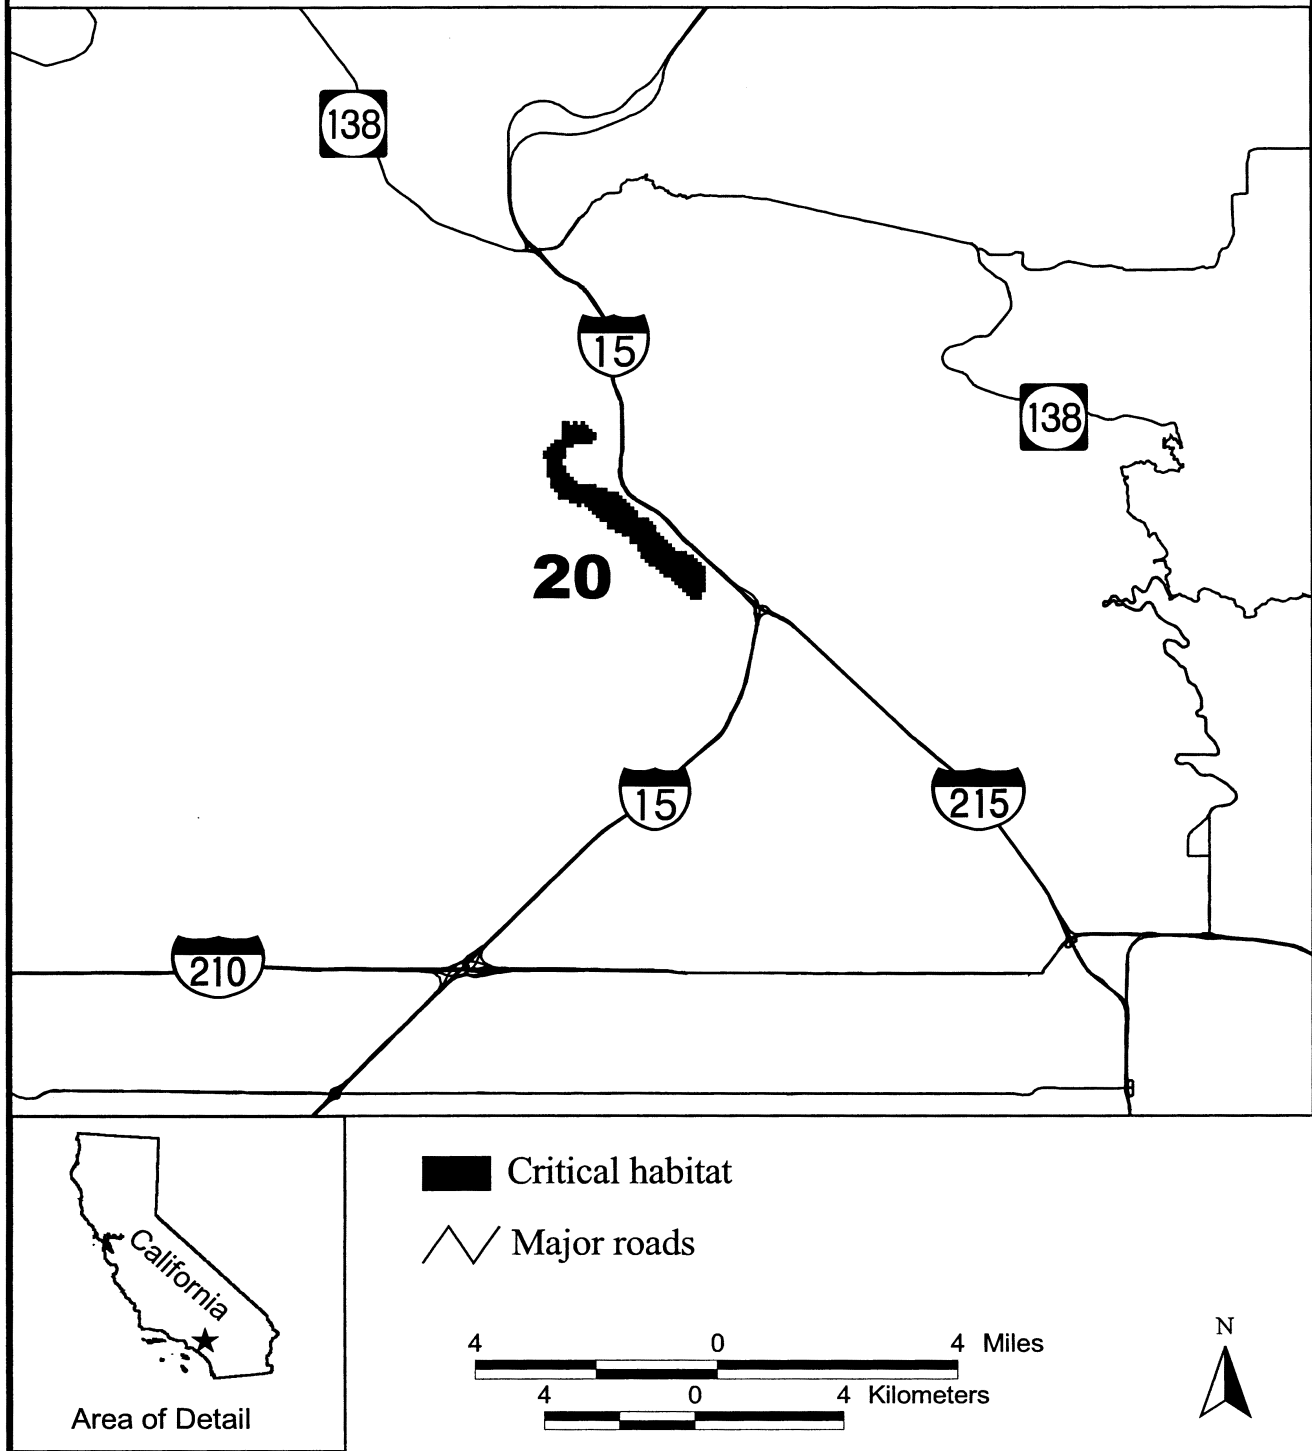 138
15
138
20
15
215
210
California
Area of Detail
Critical habitat
Major roads
4 0 4 Miles
4 0 4 Kilometers
N